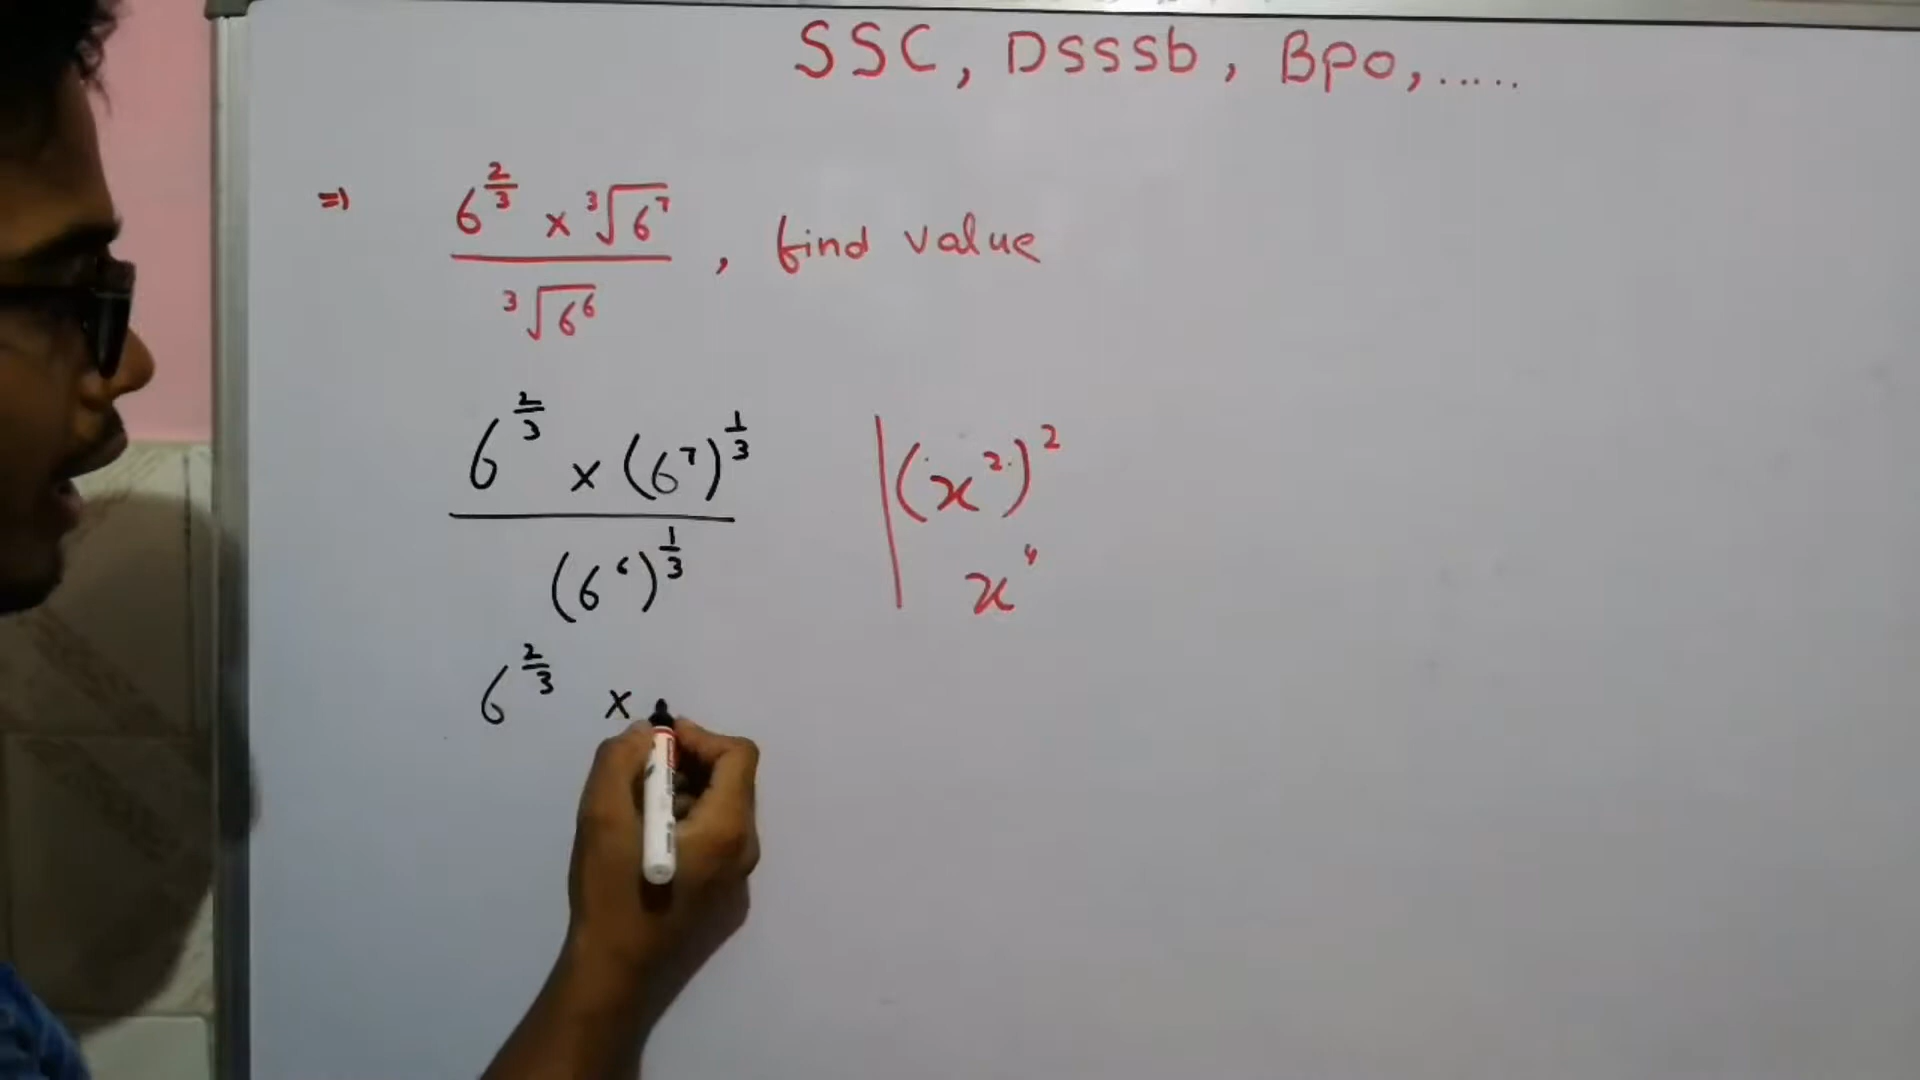 SSC, DSSSb, Bpo,.....
⇒ (6^(2/3) × ∛(6^7)) / ∛(6^6) , find value
(6^(2/3) × (6^7)^(1/3)) / (6^6)^(1/3)
(x^2)^2
x^4
6^(2/3) ×